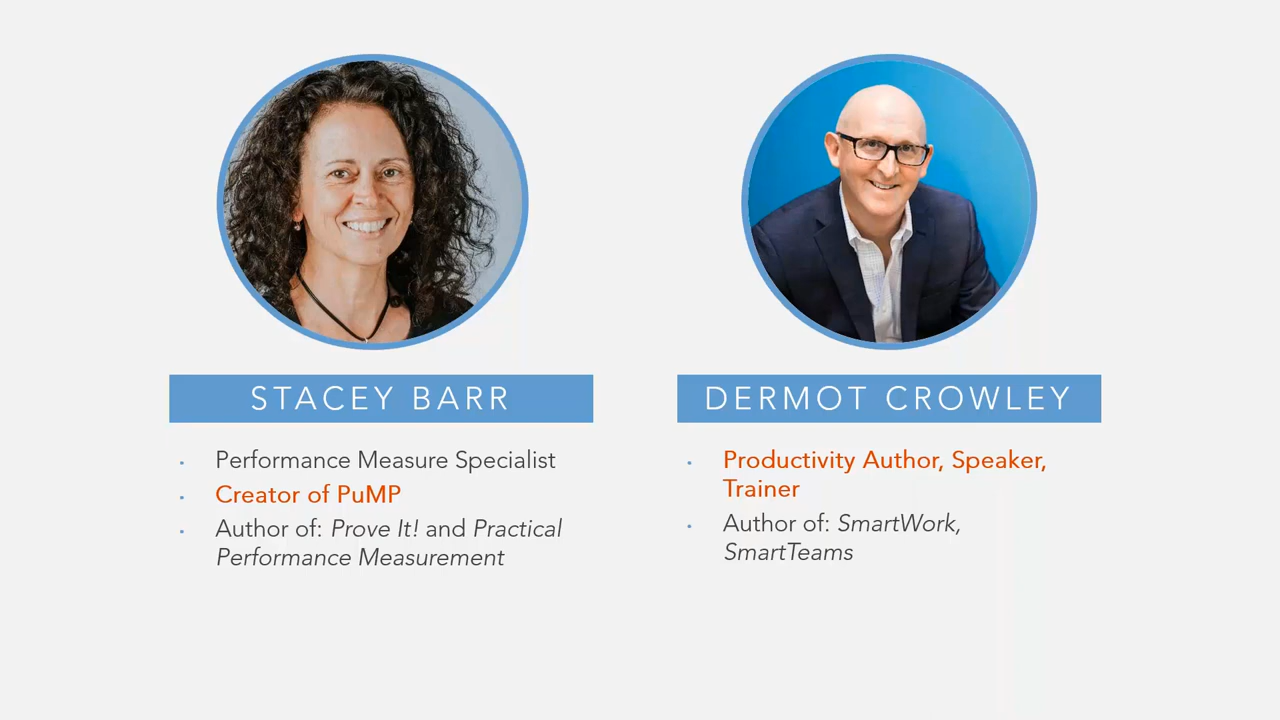 STACEY BARR
• Performance Measure Specialist
• Creator of PuMP
• Author of: Prove It! and Practical
Performance Measurement
DERMOT CROWLEY
• Productivity Author, Speaker,
Trainer
• Author of: SmartWork,
SmartTeams